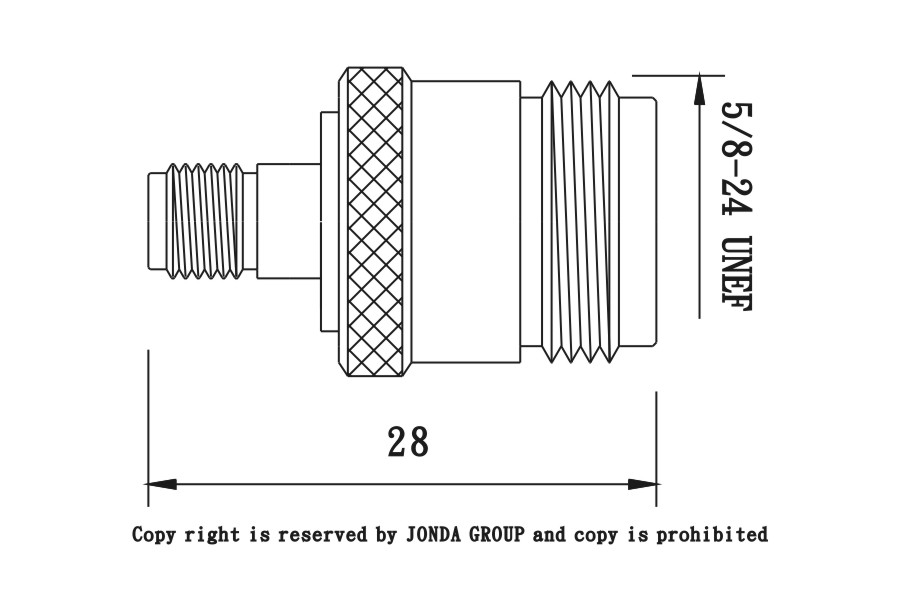 5/8-24 UNEF
28
Copy right is reserved by JONDA GROUP and copy is prohibited